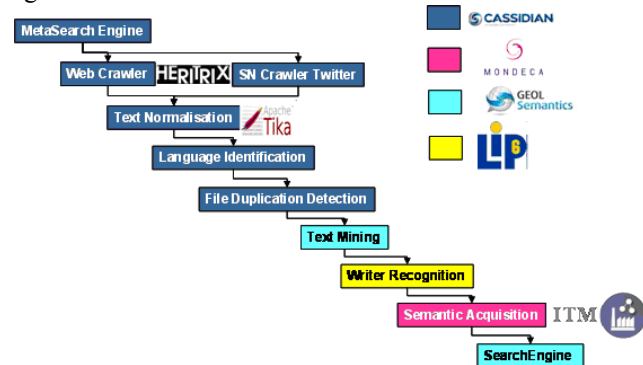 MetaSearch Engine
CASSIDIAN
Web Crawler HERITRIX SN Crawler Twitter
MONDECA
Text Normalisation Apache Tika
GEOL Semantics
Language Identification
LIP6
File Duplication Detection
Text Mining
Writer Recognition
Semantic Acquisition ITM
SearchEngine